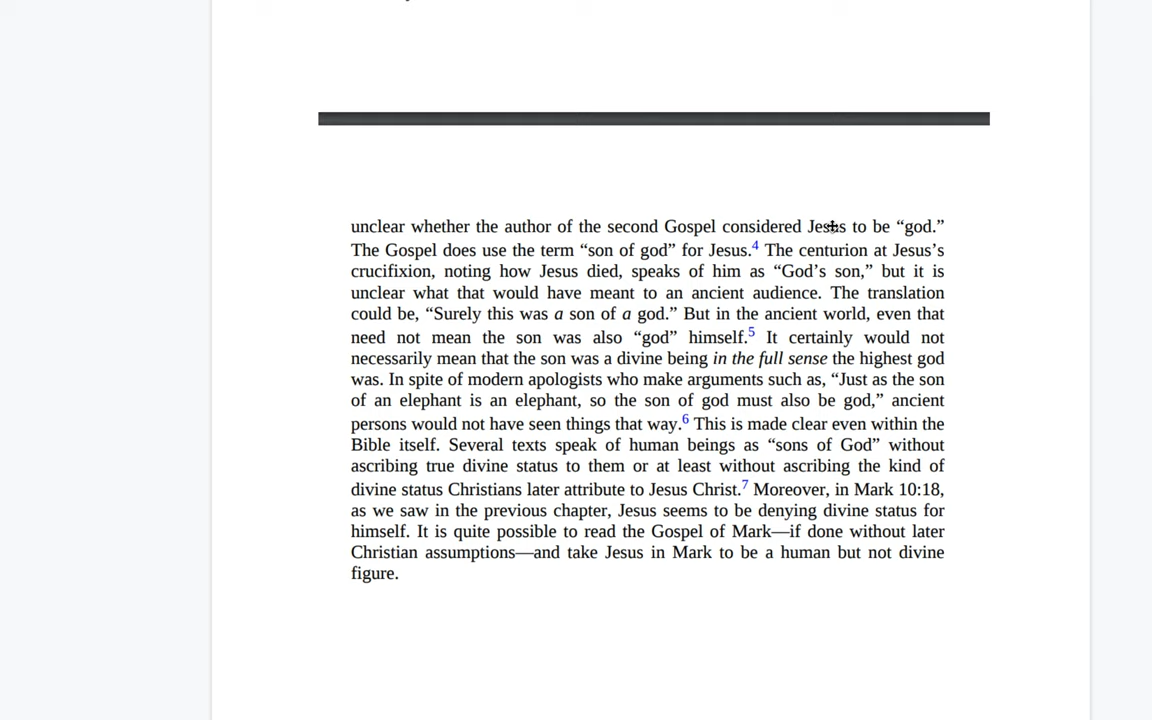 unclear whether the author of the second Gospel considered Jesus to be “god.”
The Gospel does use the term “son of god” for Jesus.4 The centurion at Jesus’s
crucifixion, noting how Jesus died, speaks of him as “God’s son,” but it is
unclear what that would have meant to an ancient audience. The translation
could be, “Surely this was a son of a god.” But in the ancient world, even that
need not mean the son was also “god” himself.5 It certainly would not
necessarily mean that the son was a divine being in the full sense the highest god
was. In spite of modern apologists who make arguments such as, “Just as the son
of an elephant is an elephant, so the son of god must also be god,” ancient
persons would not have seen things that way.6 This is made clear even within the
Bible itself. Several texts speak of human beings as “sons of God” without
ascribing true divine status to them or at least without ascribing the kind of
divine status Christians later attribute to Jesus Christ.7 Moreover, in Mark 10:18,
as we saw in the previous chapter, Jesus seems to be denying divine status for
himself. It is quite possible to read the Gospel of Mark—if done without later
Christian assumptions—and take Jesus in Mark to be a human but not divine
figure.